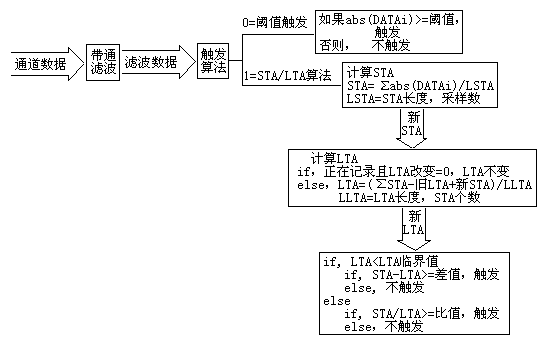 通道数据
带通
滤波
滤波数据
触发
算法
0=阈值触发
如果abs(DATAi)>=阈值,
触发
否则, 不触发
1=STA/LTA算法
计算STA
STA= Σabs(DATAi)/LSTA
LSTA=STA长度, 采样数
新
STA
计算LTA
if, 正在记录且LTA改变=0, LTA不变
else, LTA=(ΣSTA-旧LTA+新STA)/LLTA
LLTA=LTA长度, STA个数
新
LTA
if, LTA<LTA临界值
if, STA-LTA>=差值, 触发
else, 不触发
else
if, STA/LTA>=比值, 触发
else, 不触发